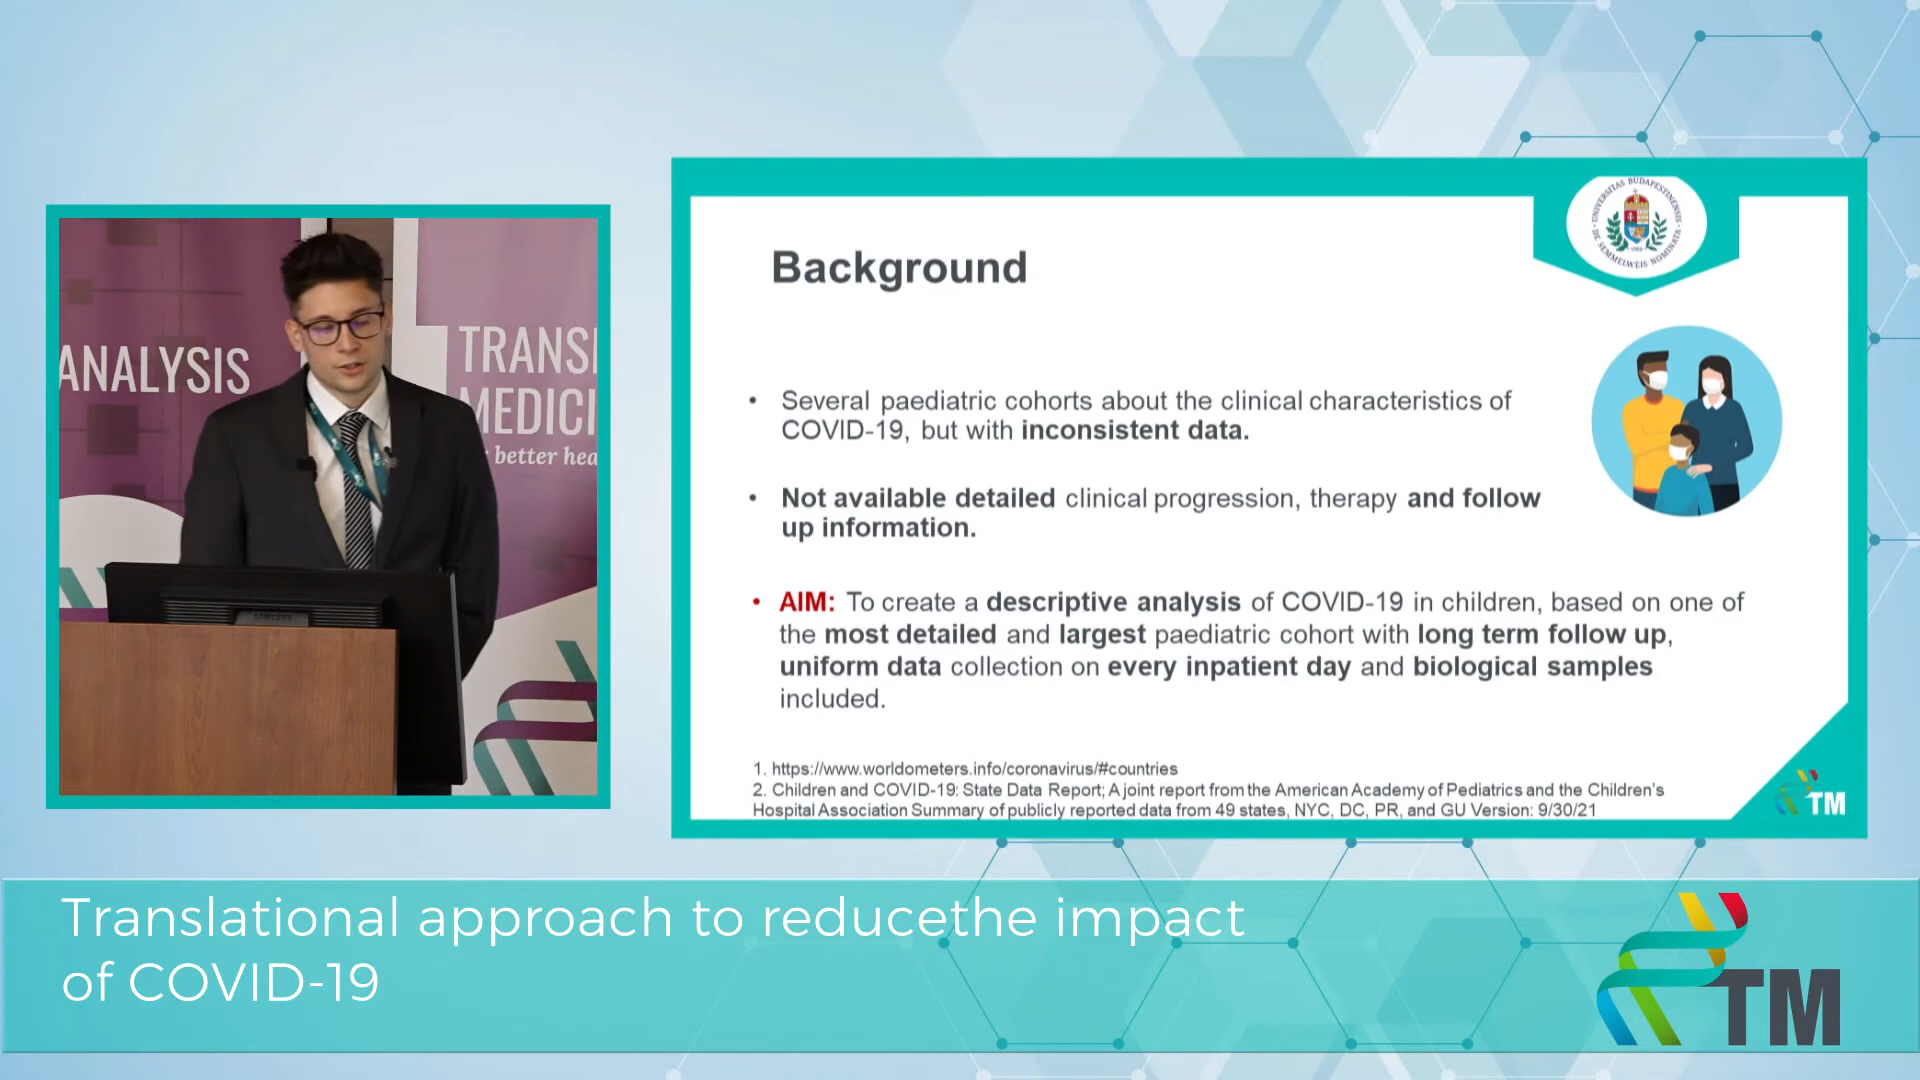 ANALYSIS
TRANS
MEDICI
better hea
SAMSUNG
UNIVERSITAS BUDAPESTINENSIS
DE SEMMELWEIS NOMINATA
Background
• Several paediatric cohorts about the clinical characteristics of
COVID-19, but with inconsistent data.
• Not available detailed clinical progression, therapy and follow
up information.
• AIM: To create a descriptive analysis of COVID-19 in children, based on one of
the most detailed and largest paediatric cohort with long term follow up,
uniform data collection on every inpatient day and biological samples
included.
1. https://www.worldometers.info/coronavirus/#countries
2. Children and COVID-19: State Data Report; A joint report from the American Academy of Pediatrics and the Children's
Hospital Association Summary of publicly reported data from 49 states, NYC, DC, PR, and GU Version: 9/30/21
TM
Translational approach to reducethe impact
of COVID-19
TM